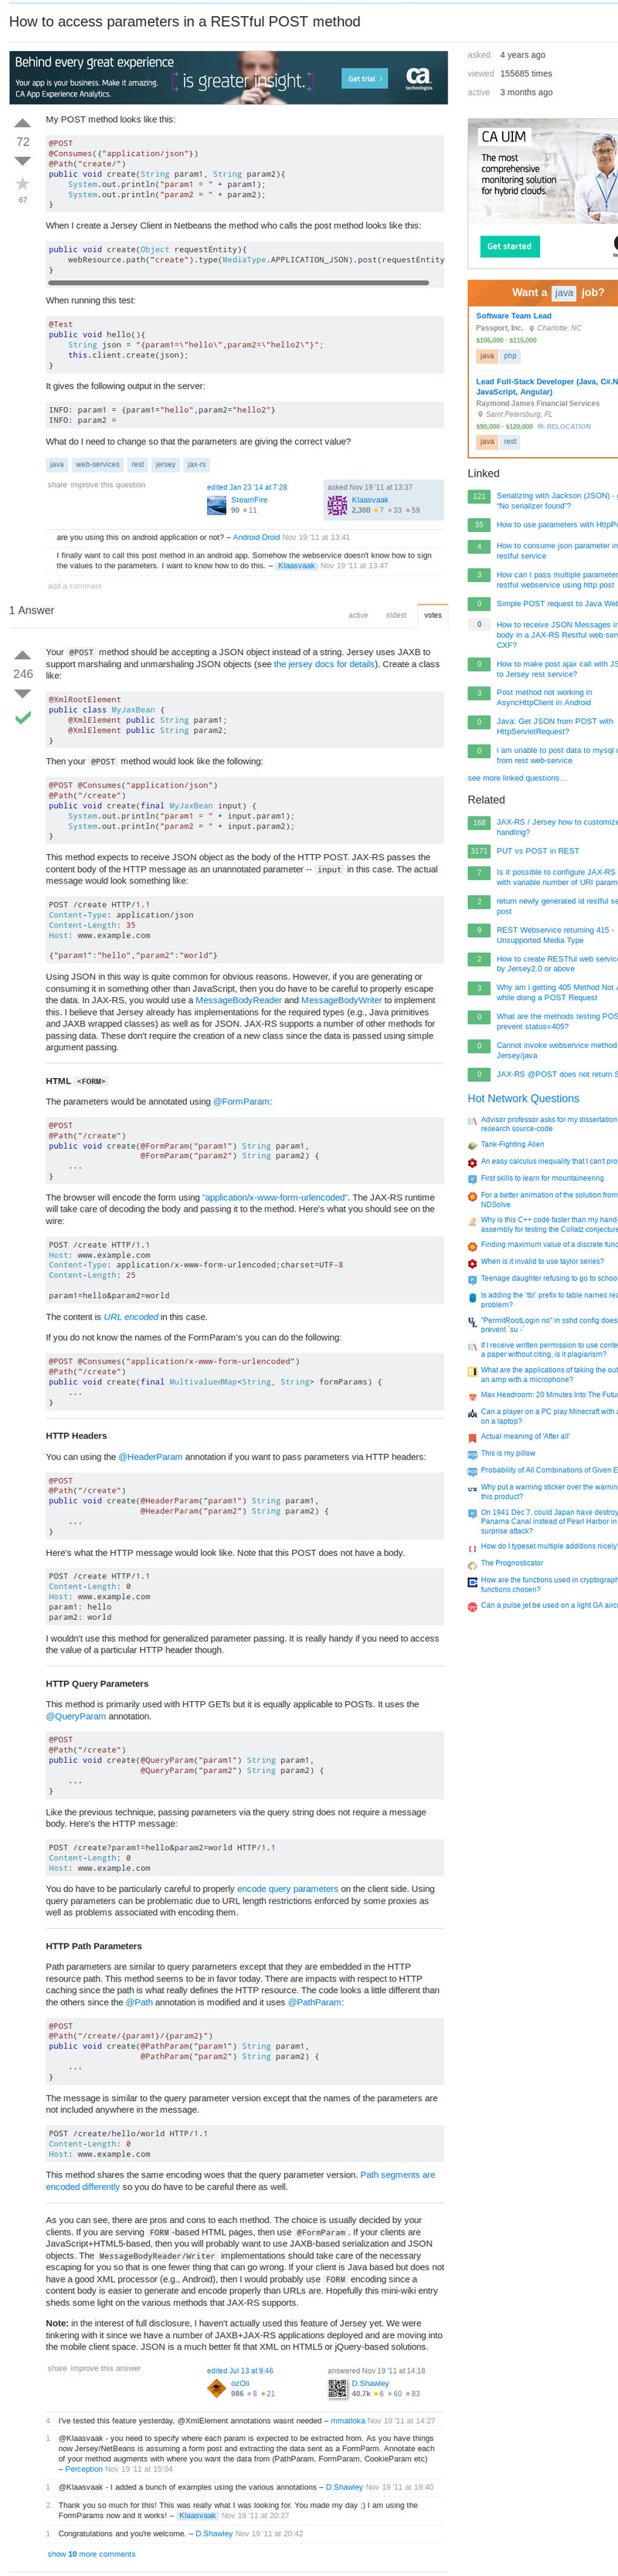 How to access parameters in a RESTful POST method
Behind every great experience
Your app is your business. Make it amazing.
CA App Experience Analytics.
is greater insight.
Get trial >
ca
technologies
asked 4 years ago
viewed 155685 times
active 3 months ago
72
67
My POST method looks like this:
@POST
@Consumes({"application/json"})
@Path("create/")
public void create(String param1, String param2){
    System.out.println("param1 = " + param1);
    System.out.println("param2 = " + param2);
}
When I create a Jersey Client in Netbeans the method who calls the post method looks like this:
public void create(Object requestEntity){
    webResource.path("create").type(MediaType.APPLICATION_JSON).post(requestEntity
}
When running this test:
@Test
public void hello(){
    String json = "{param1=\"hello\",param2=\"hello2\"}";
    this.client.create(json);
}
It gives the following output in the server:
INFO: param1 = {param1="hello",param2="hello2"}
INFO: param2 =
What do I need to change so that the parameters are giving the correct value?
java web-services rest jersey jax-rs
share improve this question
edited Jan 23 '14 at 7:28
SteamFire
90 ●11
asked Nov 19 '11 at 13:37
Klaasvaak
2,300 ●7 ●33 ●59
are you using this on android application or not? – Android-Droid Nov 19 '11 at 13:41
I finally want to call this post method in an android app. Somehow the webservice doesn't know how to sign
the values to the parameters. I want to know how to do this. – Klaasvaak Nov 19 '11 at 13:47
add a comment
1 Answer
active oldest votes
246
Your @POST method should be accepting a JSON object instead of a string. Jersey uses JAXB to
support marshaling and unmarshaling JSON objects (see the jersey docs for details). Create a class
like:
@XmlRootElement
public class MyJaxBean {
    @XmlElement public String param1;
    @XmlElement public String param2;
}
Then your @POST method would look like the following:
@POST @Consumes("application/json")
@Path("/create")
public void create(final MyJaxBean input) {
    System.out.println("param1 = " + input.param1);
    System.out.println("param2 = " + input.param2);
}
This method expects to receive JSON object as the body of the HTTP POST. JAX-RS passes the
content body of the HTTP message as an unannotated parameter -- input in this case. The actual
message would look something like:
POST /create HTTP/1.1
Content-Type: application/json
Content-Length: 35
Host: www.example.com
{"param1":"hello","param2":"world"}
Using JSON in this way is quite common for obvious reasons. However, if you are generating or
consuming it in something other than JavaScript, then you do have to be careful to properly escape
the data. In JAX-RS, you would use a MessageBodyReader and MessageBodyWriter to implement
this. I believe that Jersey already has implementations for the required types (e.g., Java primitives
and JAXB wrapped classes) as well as for JSON. JAX-RS supports a number of other methods for
passing data. These don't require the creation of a new class since the data is passed using simple
argument passing.
HTML <FORM>
The parameters would be annotated using @FormParam:
@POST
@Path("/create")
public void create(@FormParam("param1") String param1,
                   @FormParam("param2") String param2) {
    ...
}
The browser will encode the form using "application/x-www-form-urlencoded". The JAX-RS runtime
will take care of decoding the body and passing it to the method. Here's what you should see on the
wire:
POST /create HTTP/1.1
Host: www.example.com
Content-Type: application/x-www-form-urlencoded;charset=UTF-8
Content-Length: 25
param1=hello&param2=world
The content is URL encoded in this case.
If you do not know the names of the FormParam's you can do the following:
@POST @Consumes("application/x-www-form-urlencoded")
@Path("/create")
public void create(final MultivaluedMap<String, String> formParams) {
    ...
}
HTTP Headers
You can using the @HeaderParam annotation if you want to pass parameters via HTTP headers:
@POST
@Path("/create")
public void create(@HeaderParam("param1") String param1,
                   @HeaderParam("param2") String param2) {
    ...
}
Here's what the HTTP message would look like. Note that this POST does not have a body.
POST /create HTTP/1.1
Content-Length: 0
Host: www.example.com
param1: hello
param2: world
I wouldn't use this method for generalized parameter passing. It is really handy if you need to access
the value of a particular HTTP header though.
HTTP Query Parameters
This method is primarily used with HTTP GETs but it is equally applicable to POSTs. It uses the
@QueryParam annotation.
@POST
@Path("/create")
public void create(@QueryParam("param1") String param1,
                   @QueryParam("param2") String param2) {
    ...
}
Like the previous technique, passing parameters via the query string does not require a message
body. Here's the HTTP message:
POST /create?param1=hello&param2=world HTTP/1.1
Content-Length: 0
Host: www.example.com
You do have to be particularly careful to properly encode query parameters on the client side. Using
query parameters can be problematic due to URL length restrictions enforced by some proxies as
well as problems associated with encoding them.
HTTP Path Parameters
Path parameters are similar to query parameters except that they are embedded in the HTTP
resource path. This method seems to be in favor today. There are impacts with respect to HTTP
caching since the path is what really defines the HTTP resource. The code looks a little different than
the others since the @Path annotation is modified and it uses @PathParam:
@POST
@Path("/create/{param1}/{param2}")
public void create(@PathParam("param1") String param1,
                   @PathParam("param2") String param2) {
    ...
}
The message is similar to the query parameter version except that the names of the parameters are
not included anywhere in the message.
POST /create/hello/world HTTP/1.1
Content-Length: 0
Host: www.example.com
This method shares the same encoding woes that the query parameter version. Path segments are
encoded differently so you do have to be careful there as well.
As you can see, there are pros and cons to each method. The choice is usually decided by your
clients. If you are serving FORM-based HTML pages, then use @FormParam. If your clients are
JavaScript+HTML5-based, then you will probably want to use JAXB-based serialization and JSON
objects. The MessageBodyReader/Writer implementations should take care of the necessary
escaping for you so that is one fewer thing that can go wrong. If your client is Java based but does not
have a good XML processor (e.g., Android), then I would probably use FORM encoding since a
content body is easier to generate and encode properly than URLs are. Hopefully this mini-wiki entry
sheds some light on the various methods that JAX-RS supports.
Note: in the interest of full disclosure, I haven't actually used this feature of Jersey yet. We were
tinkering with it since we have a number of JAXB+JAX-RS applications deployed and are moving into
the mobile client space. JSON is a much better fit that XML on HTML5 or jQuery-based solutions.
share improve this answer
edited Jul 13 at 9:46
ozOli
986 ●8 ●21
answered Nov 19 '11 at 14:18
D.Shawley
40.7k ●6 ●60 ●83
4 I've tested this feature yesterday, @XmlElement annotations wasnt needed – mmatloka Nov 19 '11 at 14:27
1 @Klaasvaak - you need to specify where each param is expected to be extracted from. As you have things
now Jersey/NetBeans is assuming a form post and extracting the data sent as a FormParm. Annotate each
of your method augments with where you want the data from (PathParam, FormParam, CookieParam etc)
– Perception Nov 19 '11 at 15:04
1 @Klaasvaak - I added a bunch of examples using the various annotations – D.Shawley Nov 19 '11 at 19:40
2 Thank you so much for this! This was really what I was looking for. You made my day ;) I am using the
FormParams now and it works! – Klaasvaak Nov 19 '11 at 20:27
1 Congratulations and you're welcome. – D.Shawley Nov 19 '11 at 20:42
show 10 more comments
CA UIM
The most
comprehensive
monitoring solution
for hybrid clouds.
Get started
Want a java job?
Software Team Lead
Passport, Inc. Charlotte, NC
$105,000 - $115,000
java php
Lead Full-Stack Developer (Java, C#.N
JavaScript, Angular)
Raymond James Financial Services
Saint Petersburg, FL
$90,000 - $120,000 RELOCATION
java rest
Linked
121 Serializing with Jackson (JSON) - g
"No serializer found"?
35 How to use parameters with HttpPo
4 How to consume json parameter in
restful service
3 How can I pass multiple parameter
restful webservice using http post
0 Simple POST request to Java Web
0 How to receive JSON Messages in
body in a JAX-RS Restful web serv
CXF?
0 How to make post ajax call with JS
to Jersey rest service?
3 Post method not working in
AsyncHttpClient in Android
0 Java: Get JSON from POST with
HttpServletRequest?
0 i am unable to post data to mysql d
from rest web-service
see more linked questions…
Related
168 JAX-RS / Jersey how to customize
handling?
3171 PUT vs POST in REST
7 Is it possible to configure JAX-RS
with variable number of URI param
2 return newly generated id restful se
post
9 REST Webservice returning 415 -
Unsupported Media Type
2 How to create RESTful web servic
by Jersey2.0 or above
3 Why am i getting 405 Method Not A
while doing a POST Request
0 What are the methods testing POS
prevent status=405?
0 Cannot invoke webservice method
Jersey/java
0 JAX-RS @POST does not return S
Hot Network Questions
Advisor professor asks for my dissertation
research source-code
Tank-Fighting Alien
An easy calculus inequality that I can't pro
First skills to learn for mountaineering
For a better animation of the solution from
NDSolve
Why is this C++ code faster than my hand-
assembly for testing the Collatz conjecture
Finding maximum value of a discrete func
When is it invalid to use taylor series?
Teenage daughter refusing to go to schoo
Is adding the 'tbl' prefix to table names rea
problem?
"PermitRootLogin no" in sshd config does
prevent `su -`
If I receive written permission to use conte
a paper without citing, is it plagiarism?
What are the applications of taking the out
an amp with a microphone?
Max Headroom: 20 Minutes Into The Futur
Can a player on a PC play Minecraft with a
on a laptop?
Actual meaning of 'After all'
This is my pillow
Probability of All Combinations of Given E
Why put a warning sticker over the warnin
this product?
On 1941 Dec 7, could Japan have destroy
Panama Canal instead of Pearl Harbor in
surprise attack?
How do I typeset multiple additions nicely
The Prognosticator
How are the functions used in cryptograph
functions chosen?
Can a pulse jet be used on a light GA airc